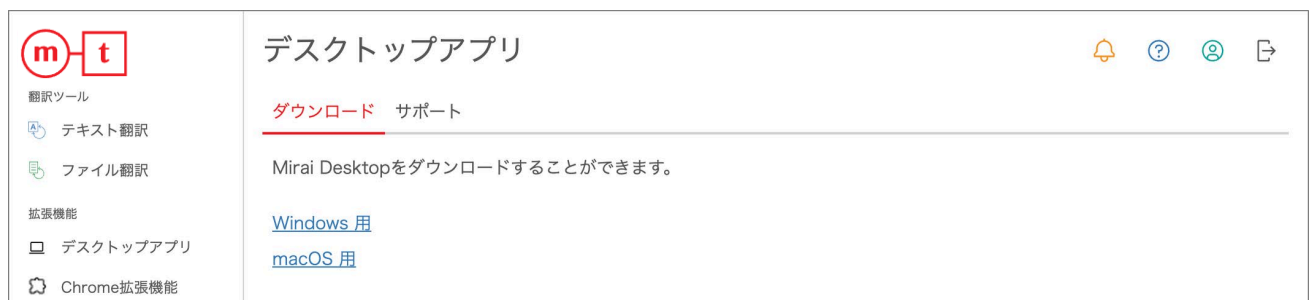 m t
翻訳ツール
テキスト翻訳
ファイル翻訳
拡張機能
デスクトップアプリ
Chrome拡張機能
デスクトップアプリ
ダウンロード サポート
Mirai Desktopをダウンロードすることができます。
Windows 用
macOS 用